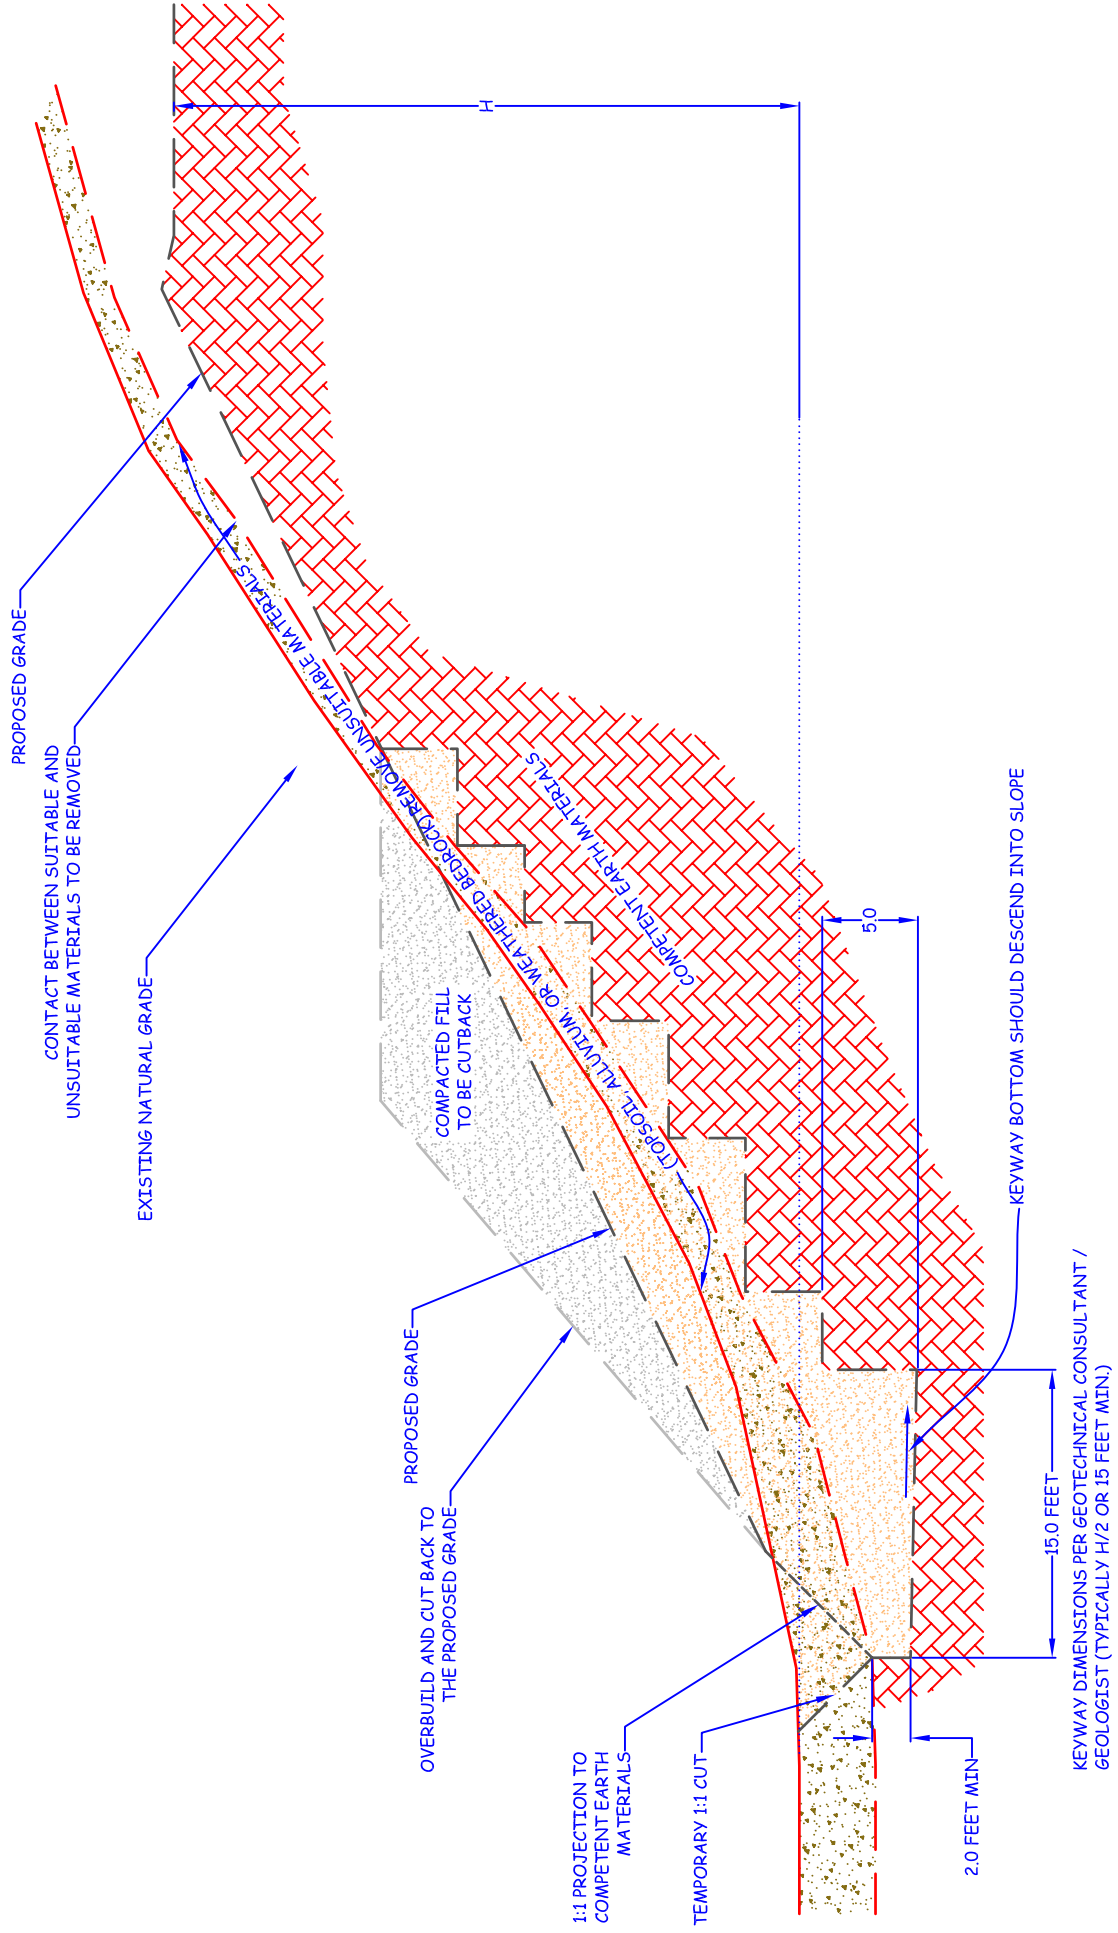 PROPOSED GRADE
CONTACT BETWEEN SUITABLE AND
UNSUITABLE MATERIALS TO BE REMOVED
EXISTING NATURAL GRADE
H
(TOPSOIL, ALLUVIUM, OR WEATHERED BEDROCK) REMOVE UNSUITABLE MATERIALS
COMPACTED FILL
TO BE CUTBACK
COMPETENT EARTH MATERIALS
PROPOSED GRADE
OVERBUILD AND CUT BACK TO
THE PROPOSED GRADE
5.0
KEYWAY BOTTOM SHOULD DESCEND INTO SLOPE
1:1 PROJECTION TO
COMPETENT EARTH
MATERIALS
TEMPORARY 1:1 CUT
2.0 FEET MIN
15.0 FEET
KEYWAY DIMENSIONS PER GEOTECHNICAL CONSULTANT /
GEOLOGIST (TYPICALLY H/2 OR 15 FEET MIN.)